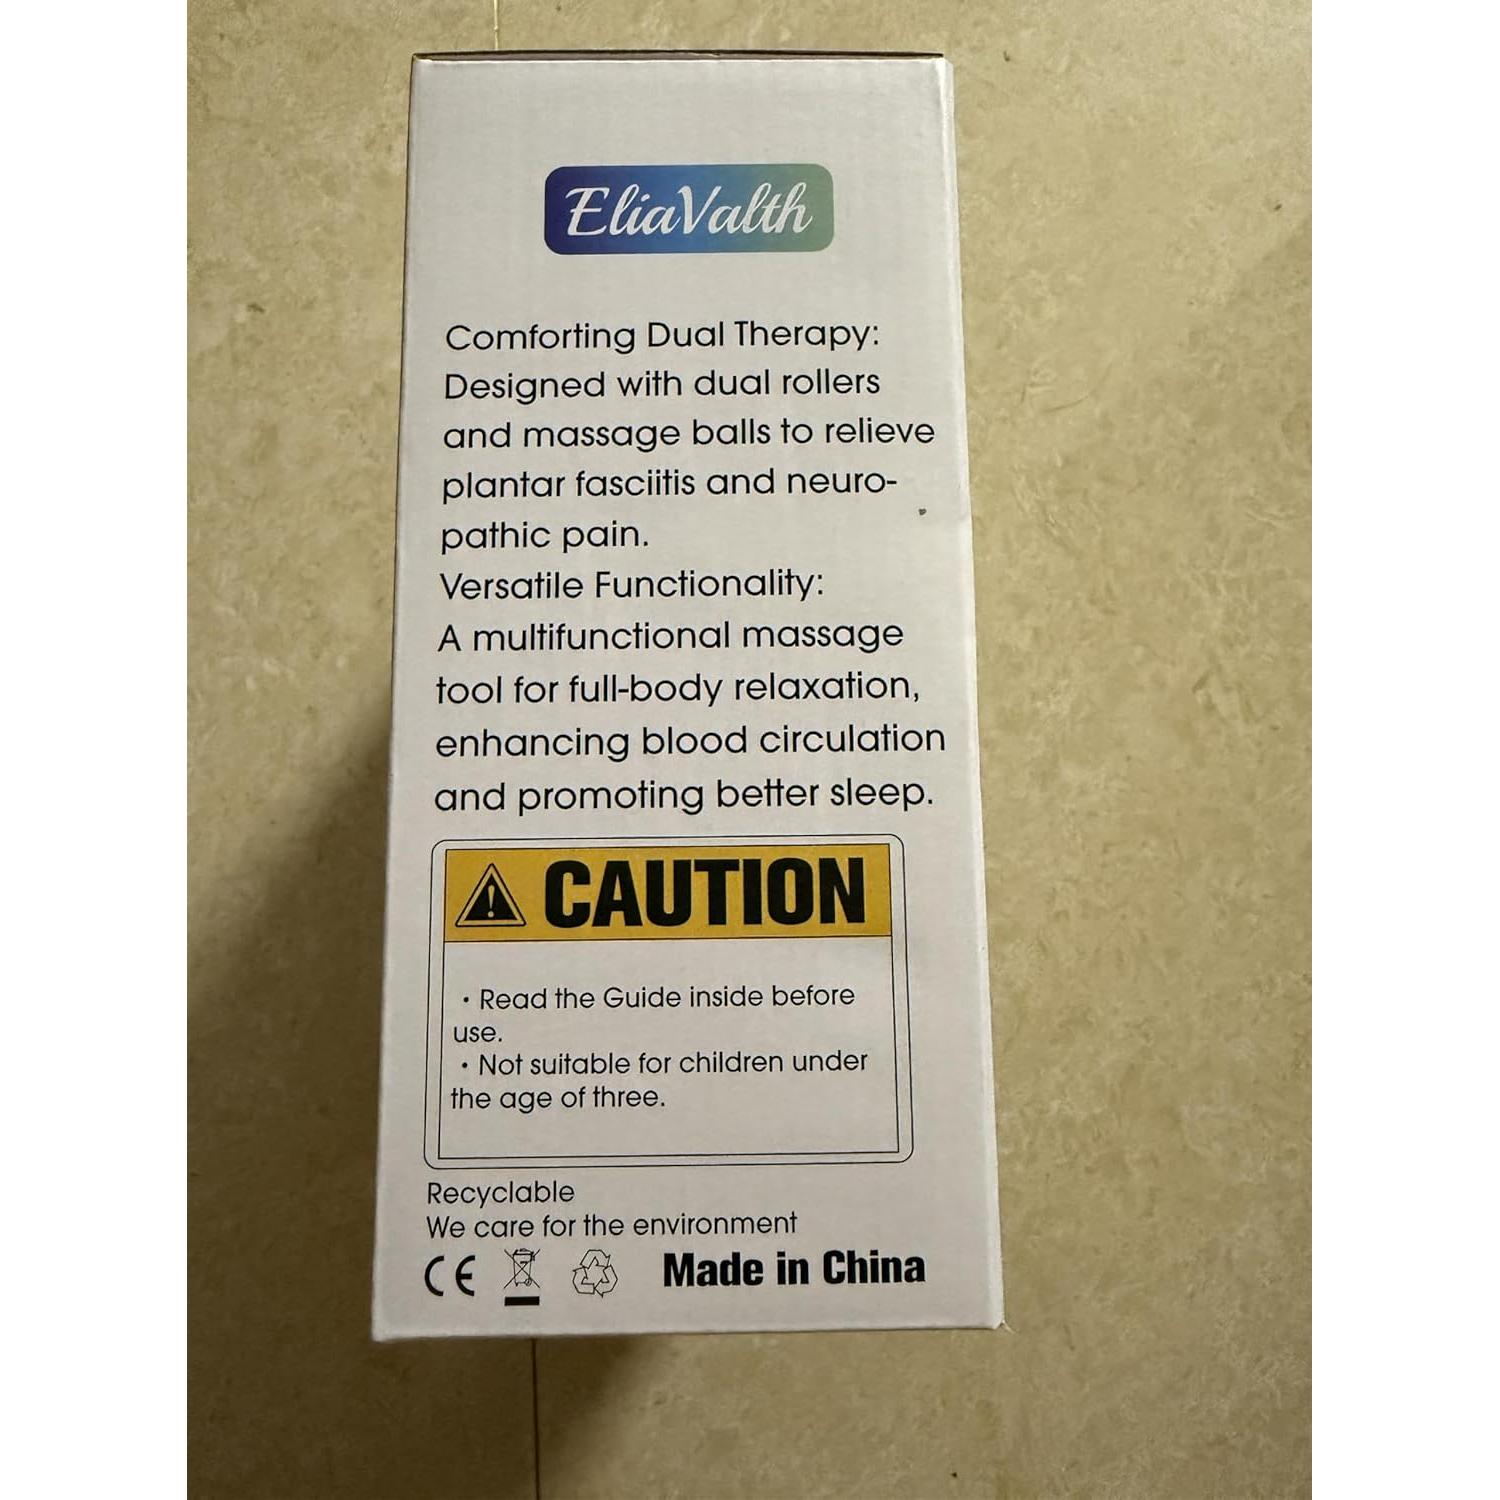 EliaValth
Comforting Dual Therapy:
Designed with dual rollers
and massage balls to relieve
plantar fasciitis and neuro-
pathic pain.
Versatile Functionality:
A multifunctional massage
tool for full-body relaxation,
enhancing blood circulation
and promoting better sleep.
CAUTION
· Read the Guide inside before
use.
· Not suitable for children under
the age of three.
Recyclable
We care for the environment
CE Made in China